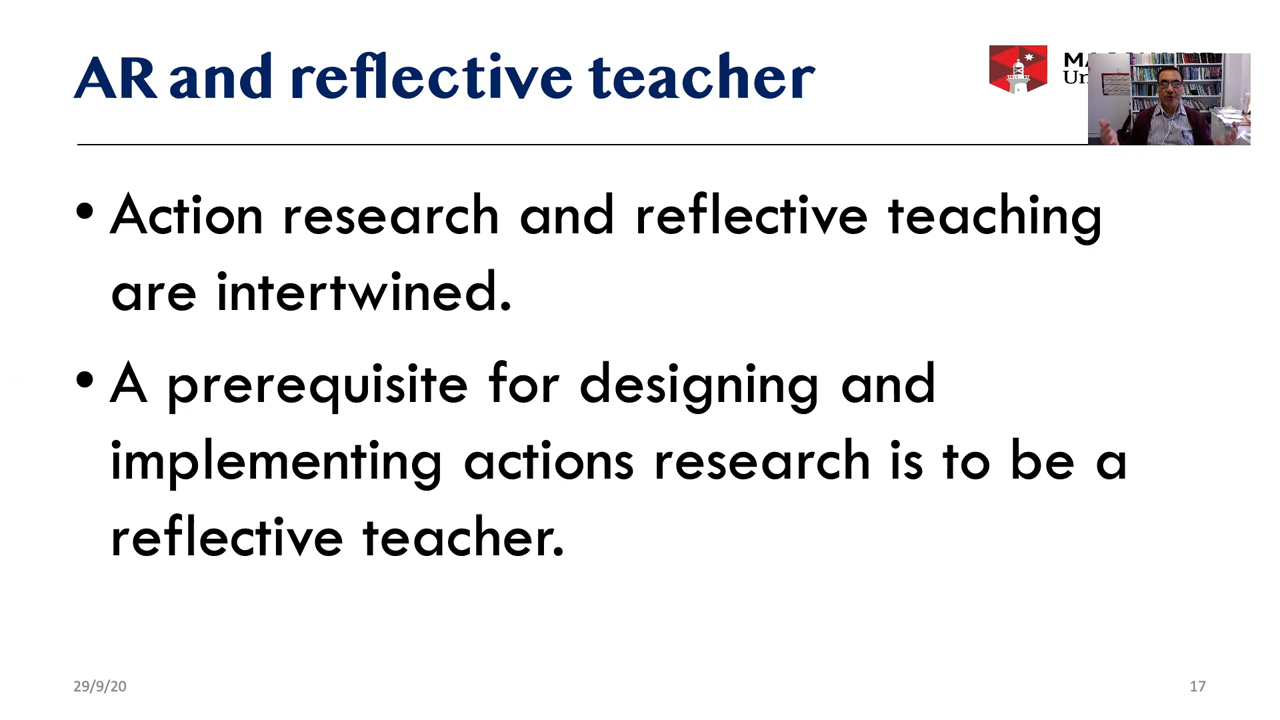 AR and reflective teacher
• Action research and reflective teaching
are intertwined.
• A prerequisite for designing and
implementing actions research is to be a
reflective teacher.
29/9/20
17